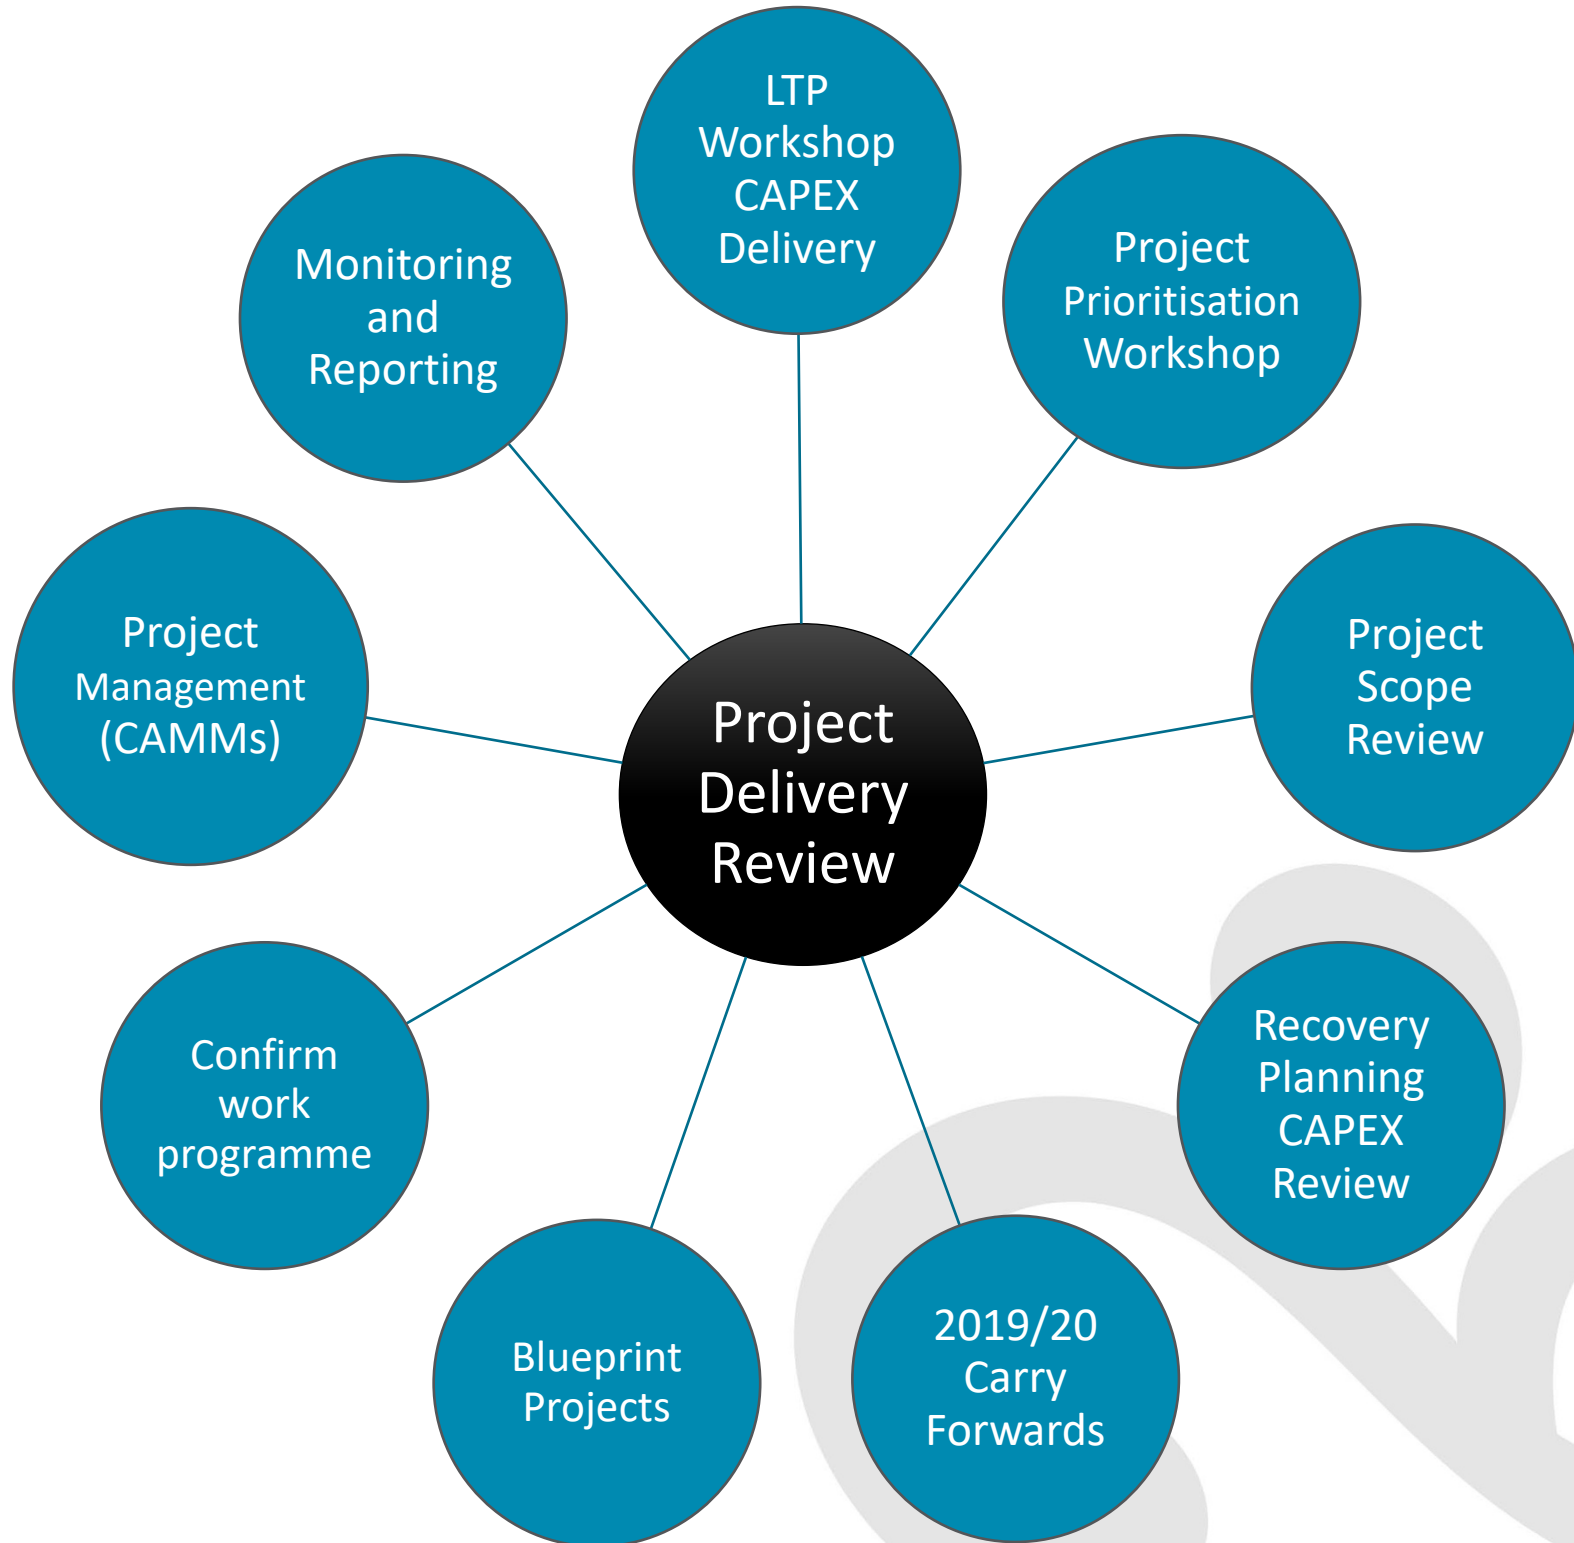 LTP
Workshop
CAPEX
Delivery
Project
Prioritisation
Workshop
Project
Scope
Review
Recovery
Planning
CAPEX
Review
2019/20
Carry
Forwards
Blueprint
Projects
Confirm
work
programme
Project
Management
(CAMMs)
Monitoring
and
Reporting
Project
Delivery
Review